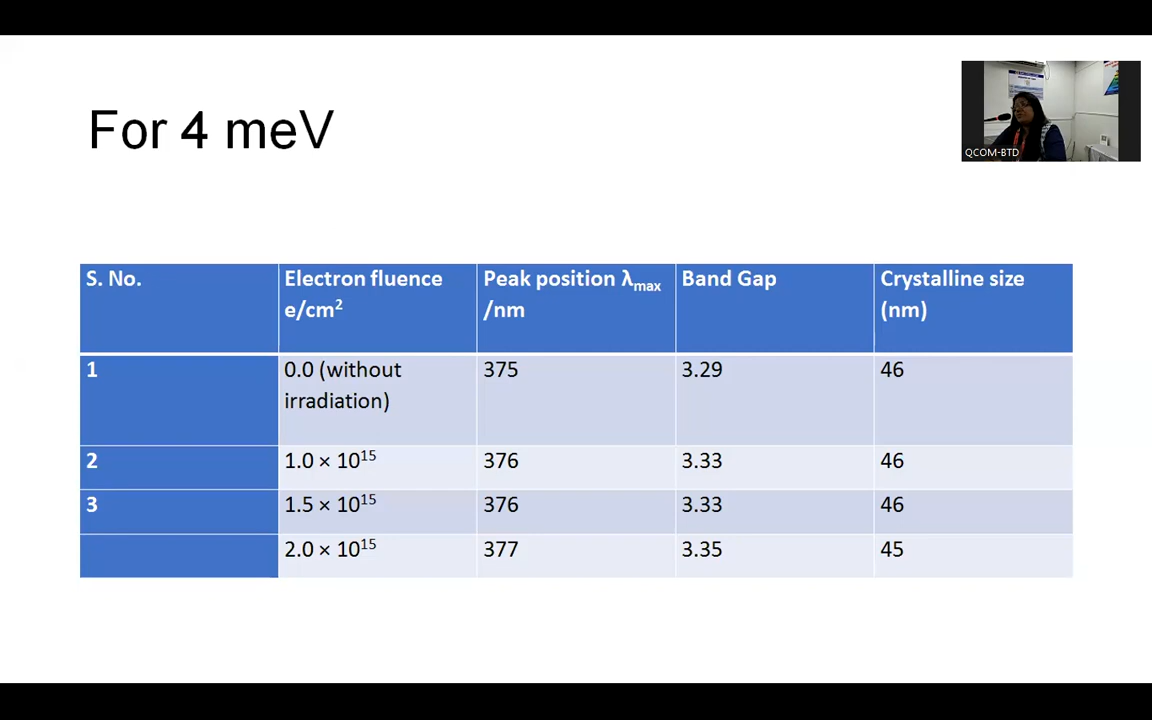 For 4 meV
QCOM-BTD
S. No. Electron fluence e/cm² Peak position λmax /nm Band Gap Crystalline size (nm)
1 0.0 (without irradiation) 375 3.29 46
2 1.0 × 10¹⁵ 376 3.33 46
3 1.5 × 10¹⁵ 376 3.33 46
2.0 × 10¹⁵ 377 3.35 45